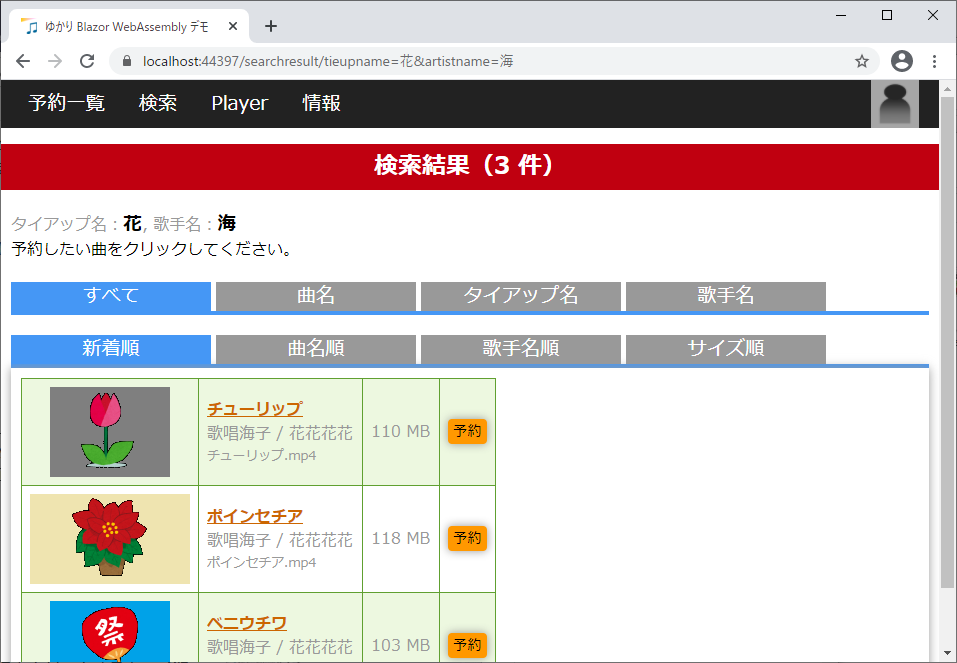 ゆかり Blazor WebAssembly デモ
localhost:44397/searchresult/tieupname=花&artistname=海
予約一覧 検索 Player 情報
検索結果（3 件）
タイアップ名：花, 歌手名：海
予約したい曲をクリックしてください。
すべて 曲名 タイアップ名 歌手名
新着順 曲名順 歌手名順 サイズ順
チューリップ
歌唱海子 / 花花花花 110 MB 予約
チューリップ.mp4
ポインセチア
歌唱海子 / 花花花花 118 MB 予約
ポインセチア.mp4
祭
ベニウチワ
歌唱海子 / 花花花花 103 MB 予約